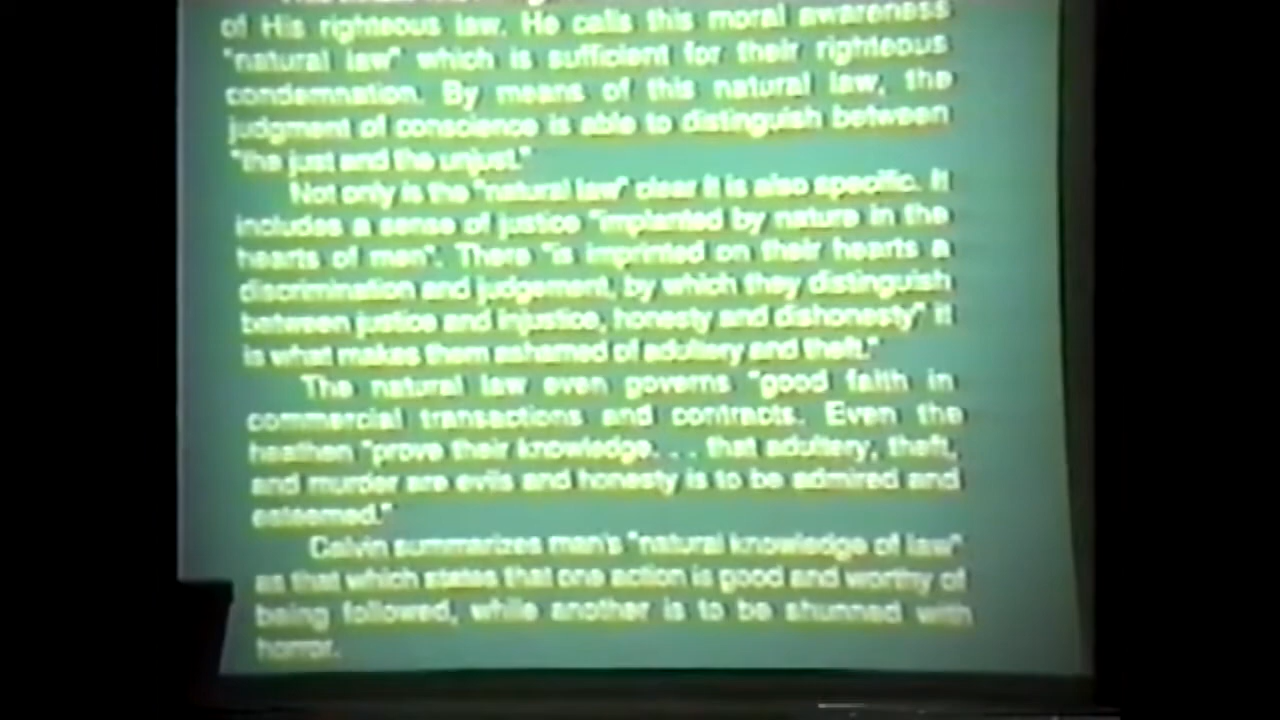 of His righteous law. He calls this moral awareness
"natural law" which is sufficient for their righteous
condemnation. By means of this natural law, the
judgment of conscience is able to distinguish between
"the just and the unjust."
Not only is the "natural law" clear it is also specific. It
includes a sense of justice "implanted by nature in the
hearts of men". There "is imprinted on their hearts a
discrimination and judgement, by which they distinguish
between justice and injustice, honesty and dishonesty" It
is what makes them ashamed of adultery and theft."
The natural law even governs "good faith in
commercial transactions and contracts. Even the
heathen "prove their knowledge. . . that adultery, theft,
and murder are evils and honesty is to be admired and
esteemed."
Calvin summarizes man's "natural knowledge of law"
as that which states that one action is good and worthy of
being followed, while another is to be shunned with
horror.